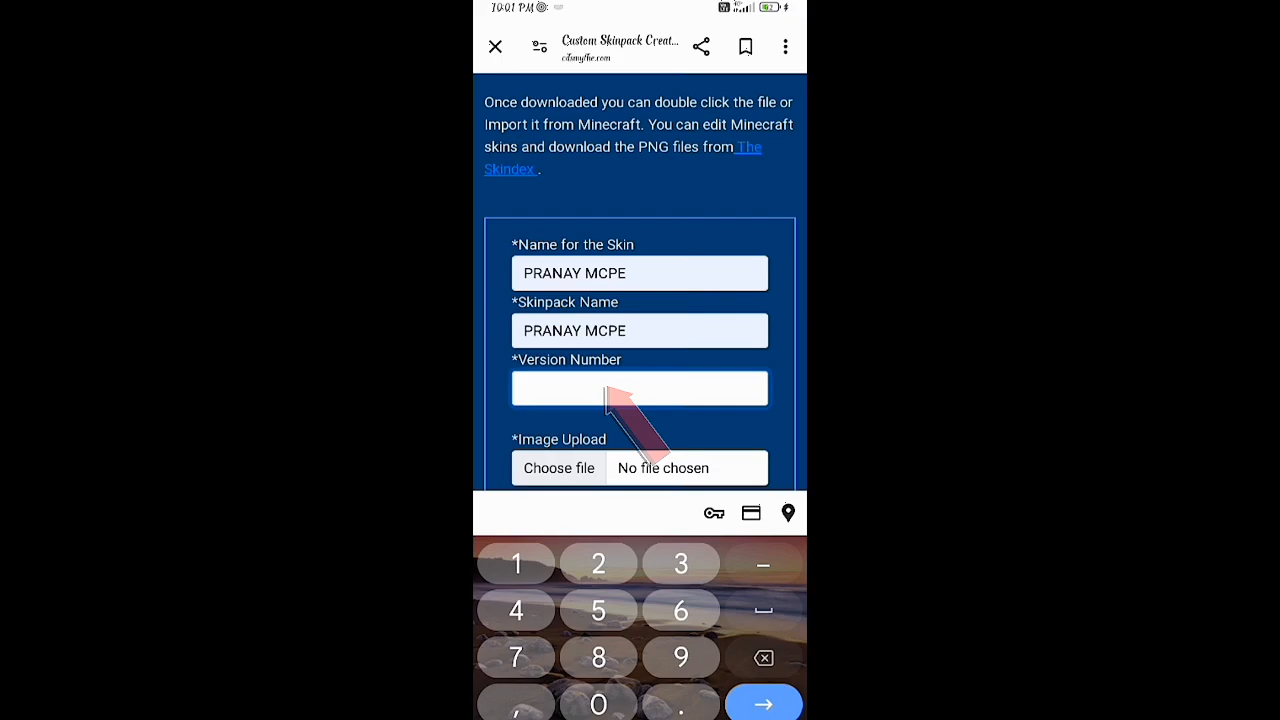 10:01 PM
Custom Skinpack Creat...
cdsmythe.com
Once downloaded you can double click the file or
Import it from Minecraft. You can edit Minecraft
skins and download the PNG files from The
Skindex .
*Name for the Skin
PRANAY MCPE
*Skinpack Name
PRANAY MCPE
*Version Number
*Image Upload
Choose file No file chosen
1 2 3 –
4 5 6
7 8 9
, 0 .